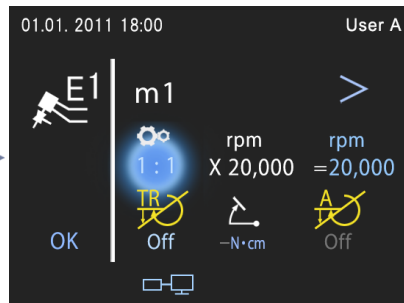 01.01. 2011 18:00 User A
E1
m1 >
rpm rpm
1 : 1 X 20,000 =20,000
TR A
OK Off –N•cm Off